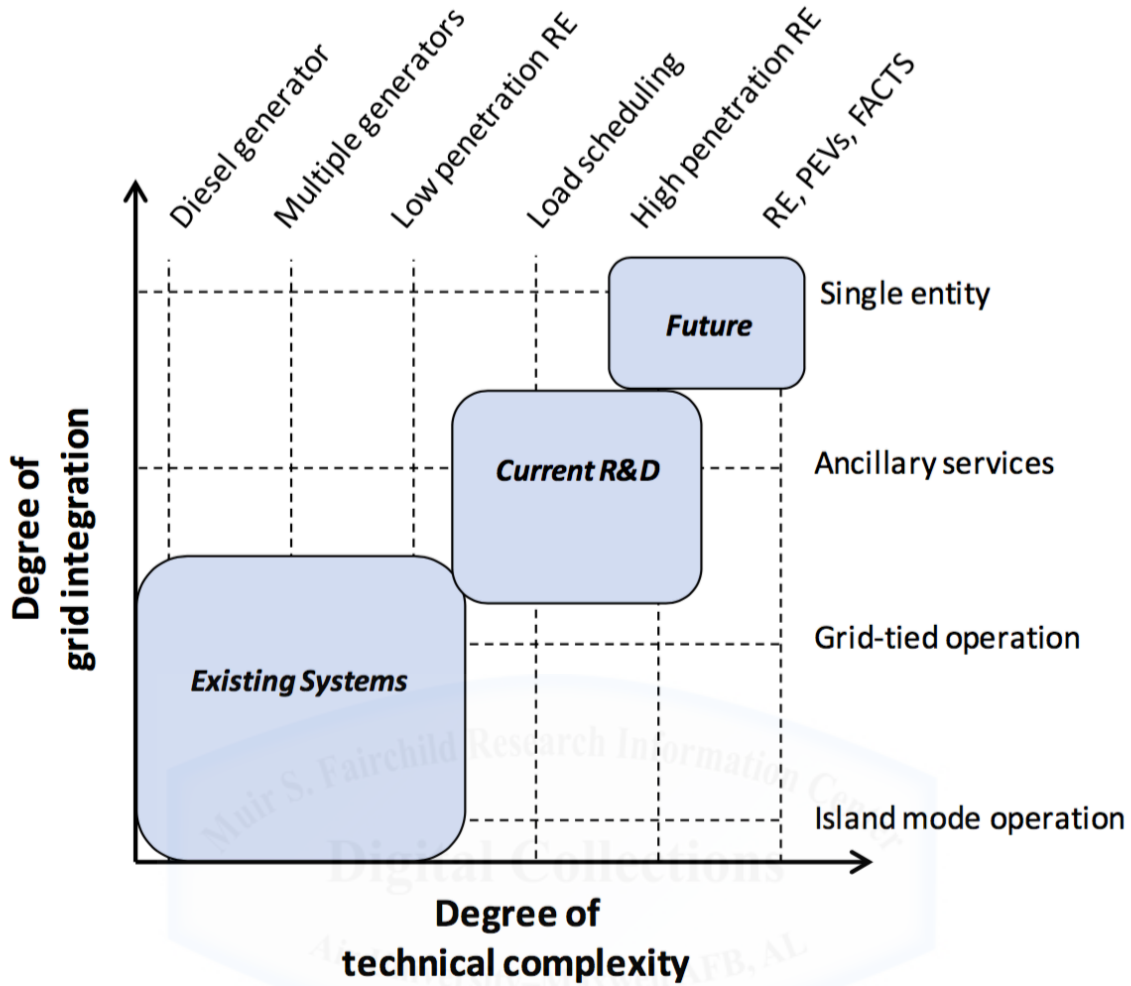 Diesel generator
Multiple generators
Low penetration RE
Load scheduling
High penetration RE
RE, PEVs, FACTS
Single entity
Future
Degree of
grid integration
Current R&D
Ancillary services
Grid-tied operation
Existing Systems
Muir S. Fairchild Research Information Center
Island mode operation
Digital Collections
Degree of
technical complexity
AFB, AL